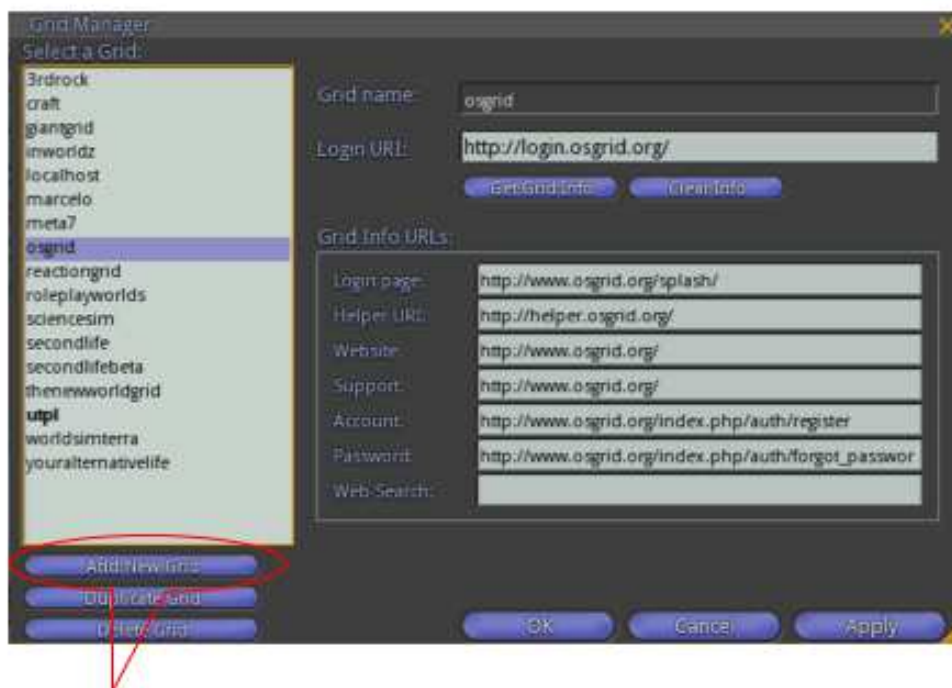 Grid Manager
Select a Grid:
3rdrock
craft
giantgrid
inworldz
localhost
marcelo
meta7
osgrid
reactiongrid
roleplayworlds
sciencesim
secondlife
secondlifebeta
thenewworldgrid
utpl
worldsimterra
youralternativelife
Add New Grid
Duplicate Grid
Delete Grid
Grid name: osgrid
Login URI: http://login.osgrid.org/
Get Grid Info Clear Info
Grid Info URLs
Login page: http://www.osgrid.org/splash/
Helper URI: http://helper.osgrid.org/
Website: http://www.osgrid.org/
Support: http://www.osgrid.org/
Account: http://www.osgrid.org/index.php/auth/register
Password: http://www.osgrid.org/index.php/auth/forgot_passwor
Web Search:
OK Cancel Apply